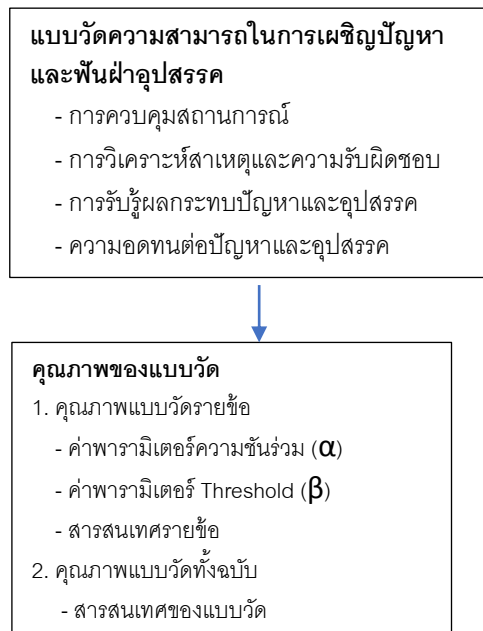 แบบวัดความสามารถในการเผชิญปัญหา
และฟันฝ่าอุปสรรค
- การควบคุมสถานการณ์
- การวิเคราะห์สาเหตุและความรับผิดชอบ
- การรับรู้ผลกระทบปัญหาและอุปสรรค
- ความอดทนต่อปัญหาและอุปสรรค
คุณภาพของแบบวัด
1. คุณภาพแบบวัดรายข้อ
- ค่าพารามิเตอร์ความชันร่วม (α)
- ค่าพารามิเตอร์ Threshold (β)
- สารสนเทศรายข้อ
2. คุณภาพแบบวัดทั้งฉบับ
- สารสนเทศของแบบวัด